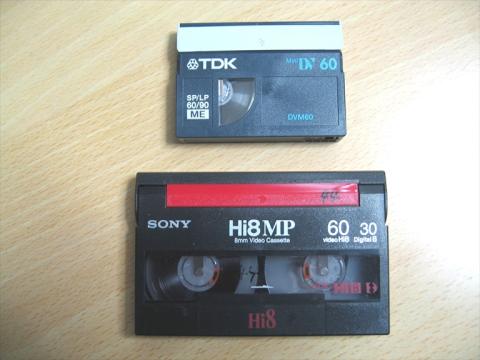 TDK
Mini DV 60
SP/LP
60/90
ME
DVM60
SONY
Hi8 MP
8mm Video Cassette
60
video Hi8
30
Digital 8
Hi8